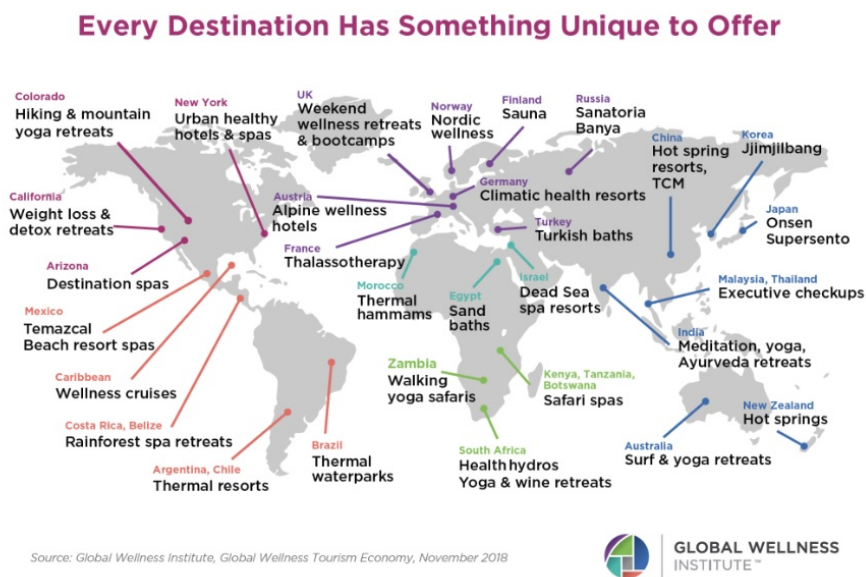 Every Destination Has Something Unique to Offer
Colorado
Hiking & mountain
yoga retreats
New York
Urban healthy
hotels & spas
UK
Weekend
wellness retreats
& bootcamps
Norway
Nordic
wellness
Finland
Sauna
Russia
Sanatoria
Banya
China
Hot spring
resorts,
TCM
Korea
Jjimjilbang
California
Weight loss &
detox retreats
Austria
Alpine wellness
hotels
Germany
Climatic health resorts
Japan
Onsen
Supersento
Turkey
Turkish baths
France
Thalassotherapy
Arizona
Destination spas
Morocco
Thermal
hammams
Egypt
Sand
baths
Israel
Dead Sea
spa resorts
Malaysia, Thailand
Executive checkups
Mexico
Temazcal
Beach resort spas
India
Meditation, yoga,
Ayurveda retreats
Caribbean
Wellness cruises
Zambia
Walking
yoga safaris
Kenya, Tanzania,
Botswana
Safari spas
Costa Rica, Belize
Rainforest spa retreats
New Zealand
Hot springs
Argentina, Chile
Thermal resorts
Brazil
Thermal
waterparks
South Africa
Health hydros
Yoga & wine retreats
Australia
Surf & yoga retreats
Source: Global Wellness Institute, Global Wellness Tourism Economy, November 2018
GLOBAL WELLNESS
INSTITUTE™